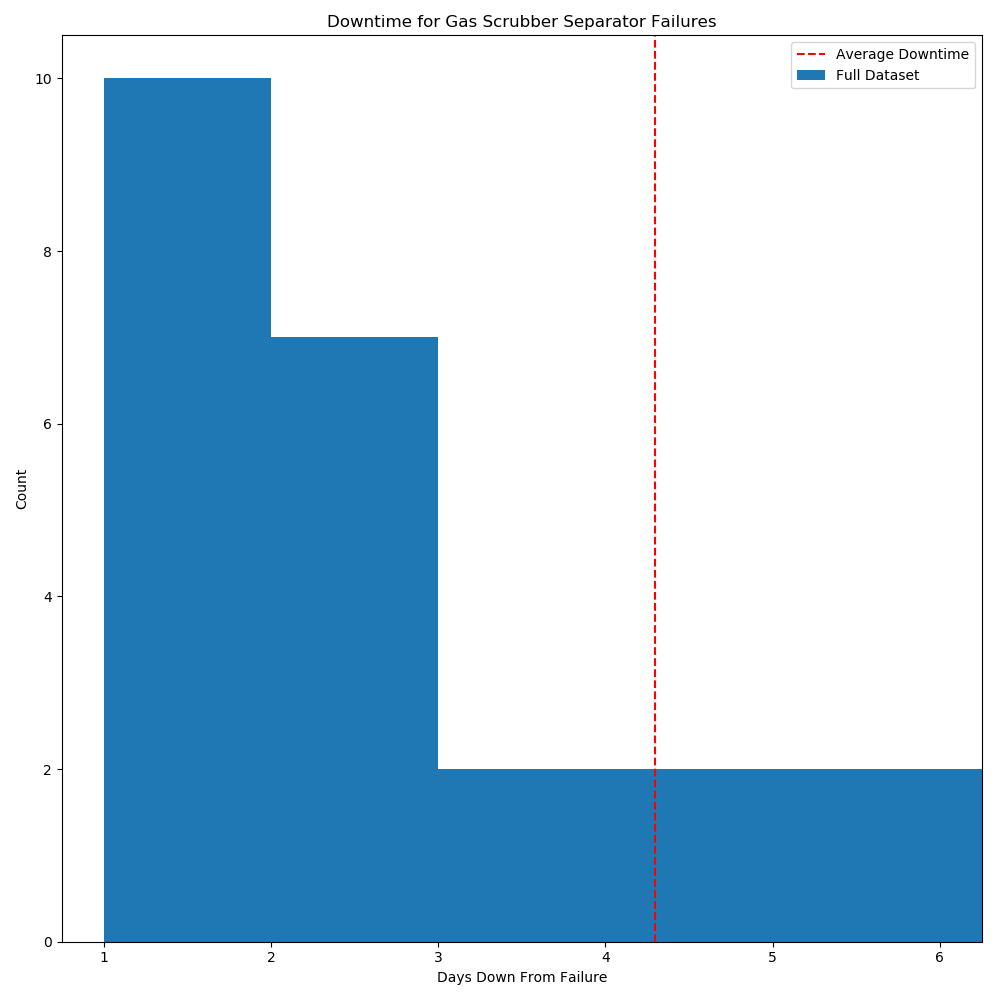 Downtime for Gas Scrubber Separator Failures
Average Downtime
Full Dataset
10
8
6
4
2
0
Count
1 2 3 4 5 6
Days Down From Failure